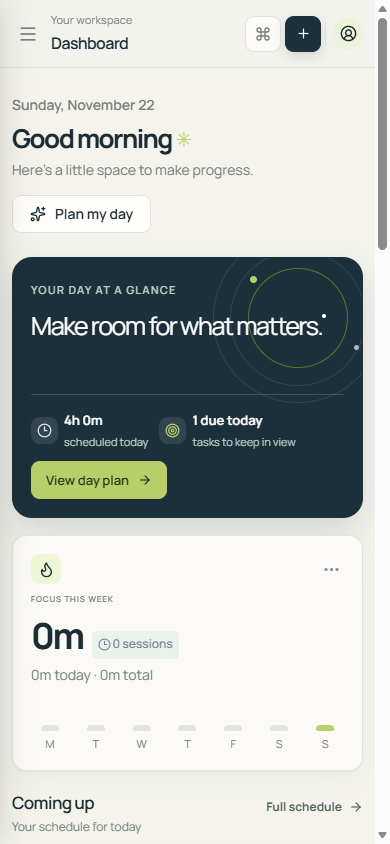 Your workspace
Dashboard
Sunday, November 22
Good morning
Here's a little space to make progress.
Plan my day
YOUR DAY AT A GLANCE
Make room for what matters.
4h 0m
scheduled today
1 due today
tasks to keep in view
View day plan
FOCUS THIS WEEK
0m
0 sessions
0m today · 0m total
M T W T F S S
Coming up
Full schedule
Your schedule for today